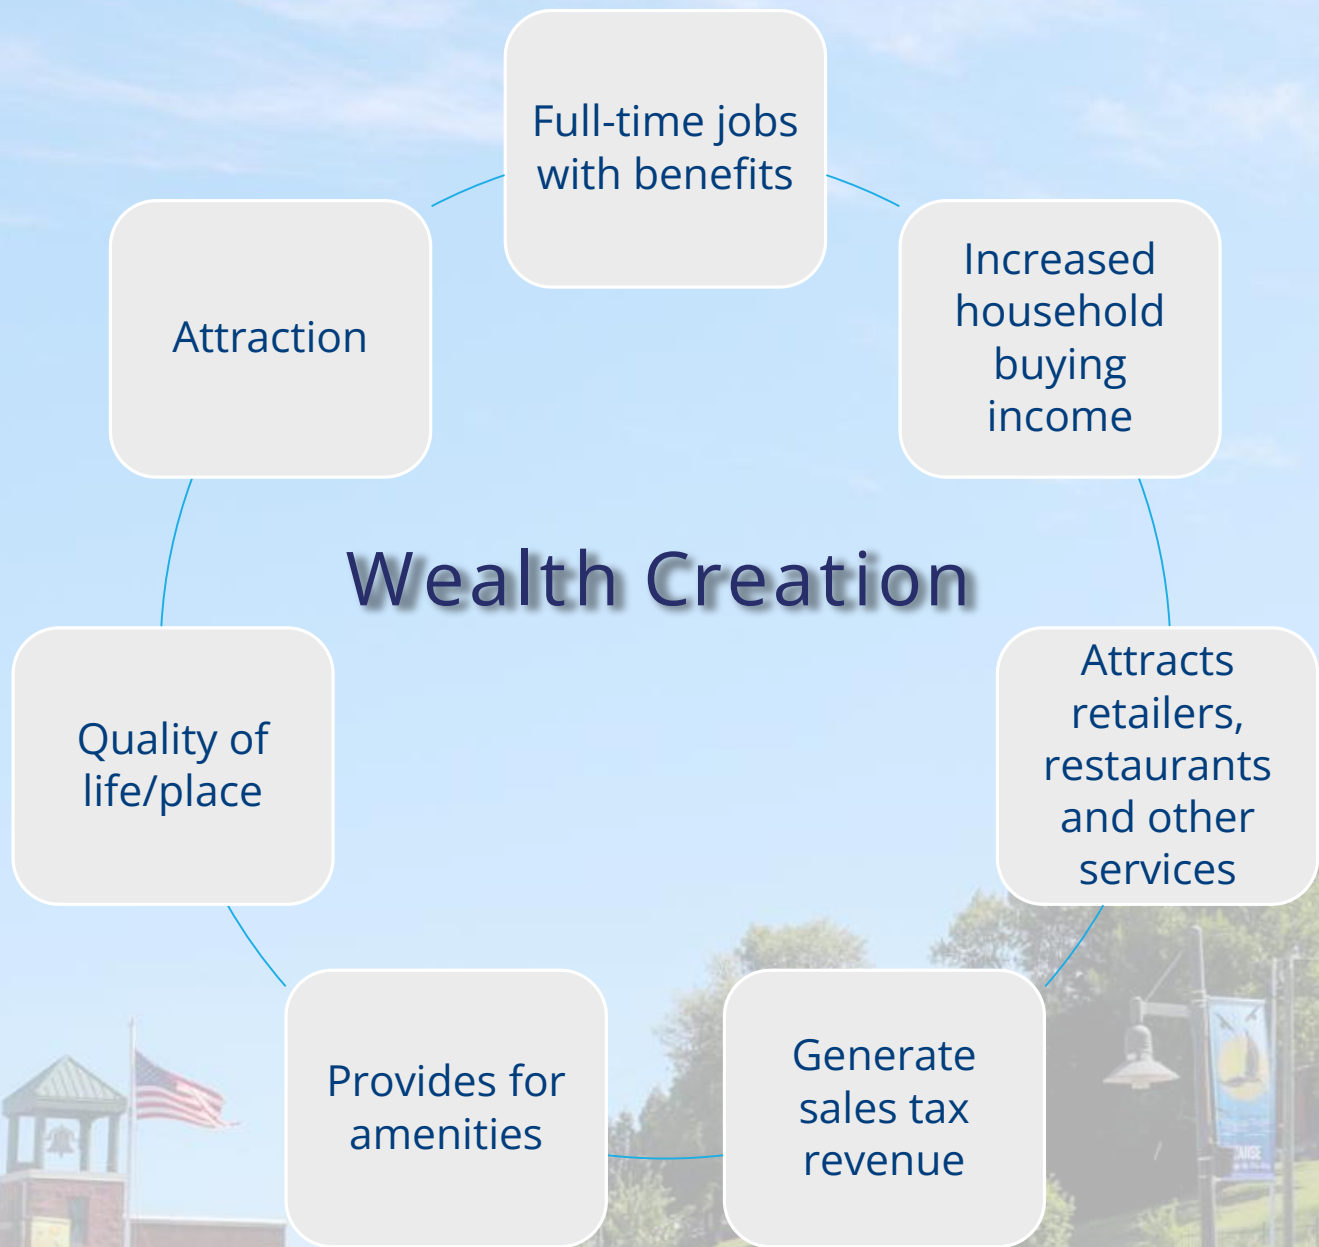 Full-time jobs
with benefits
Increased
household
buying
income
Attracts
retailers,
restaurants
and other
services
Generate
sales tax
revenue
Provides for
amenities
Quality of
life/place
Attraction
Wealth Creation